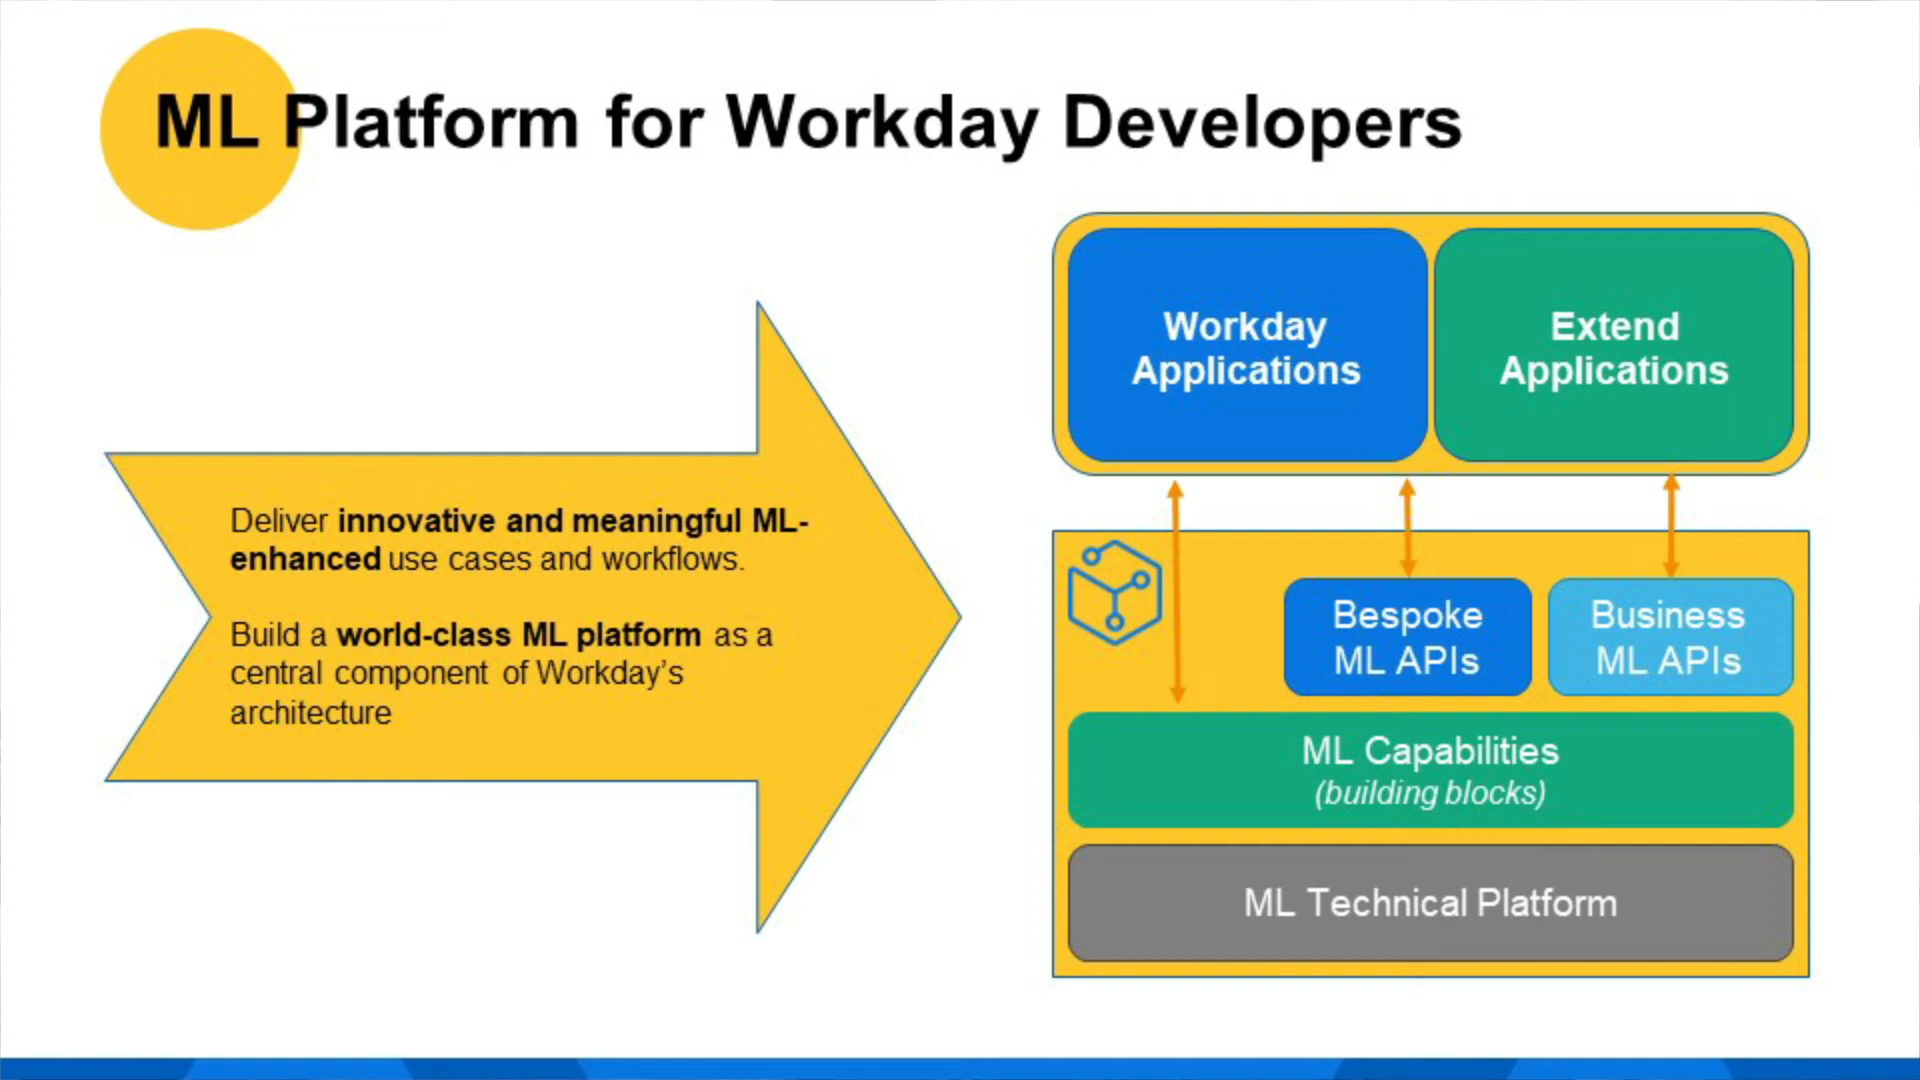 ML Platform for Workday Developers
Deliver innovative and meaningful ML-
enhanced use cases and workflows.
Build a world-class ML platform as a
central component of Workday’s
architecture
Workday
Applications
Extend
Applications
Bespoke
ML APIs
Business
ML APIs
ML Capabilities
(building blocks)
ML Technical Platform